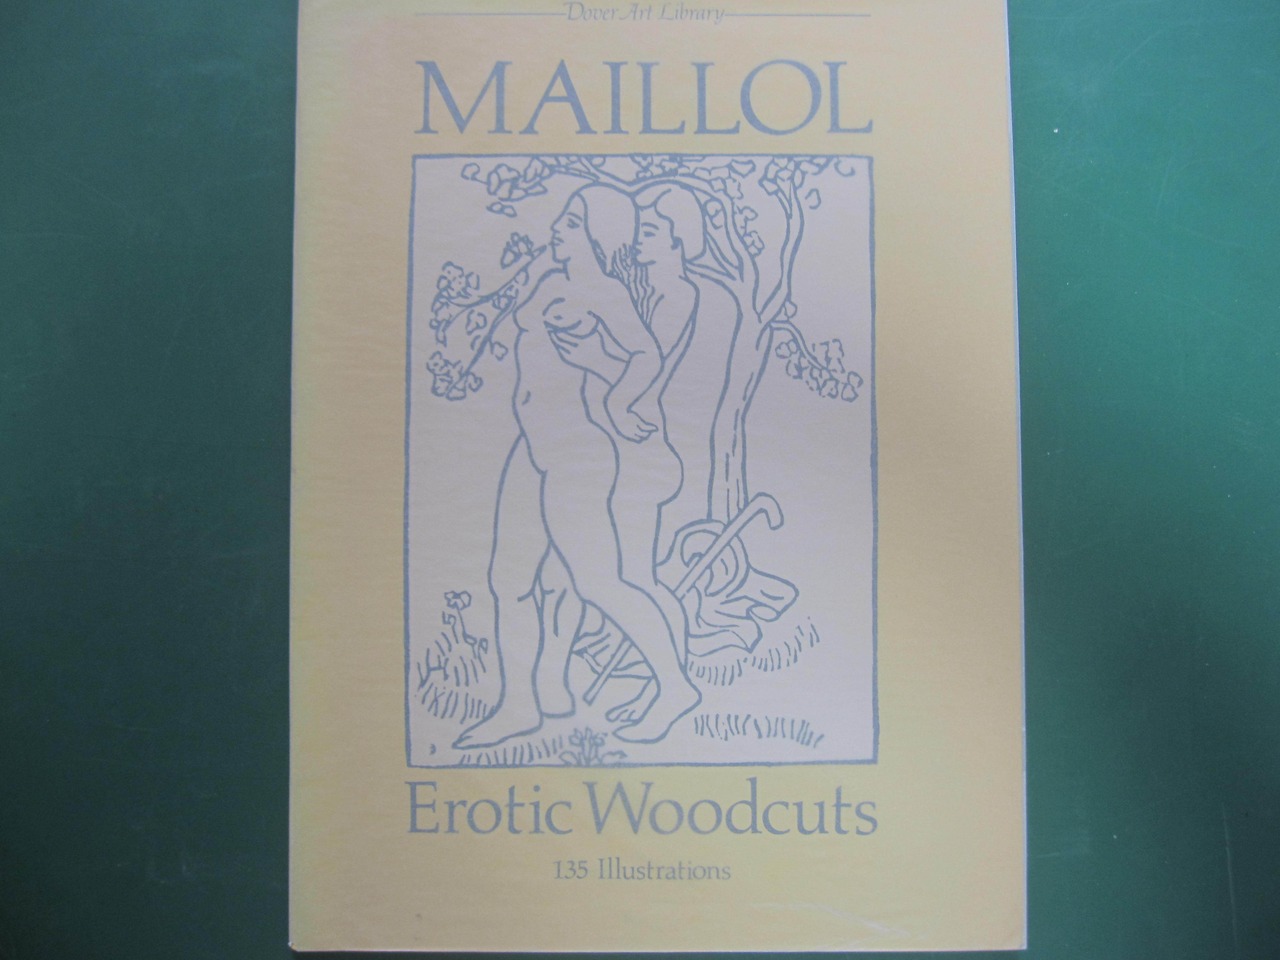 Dover Art Library
MAILLOL
Erotic Woodcuts
135 Illustrations